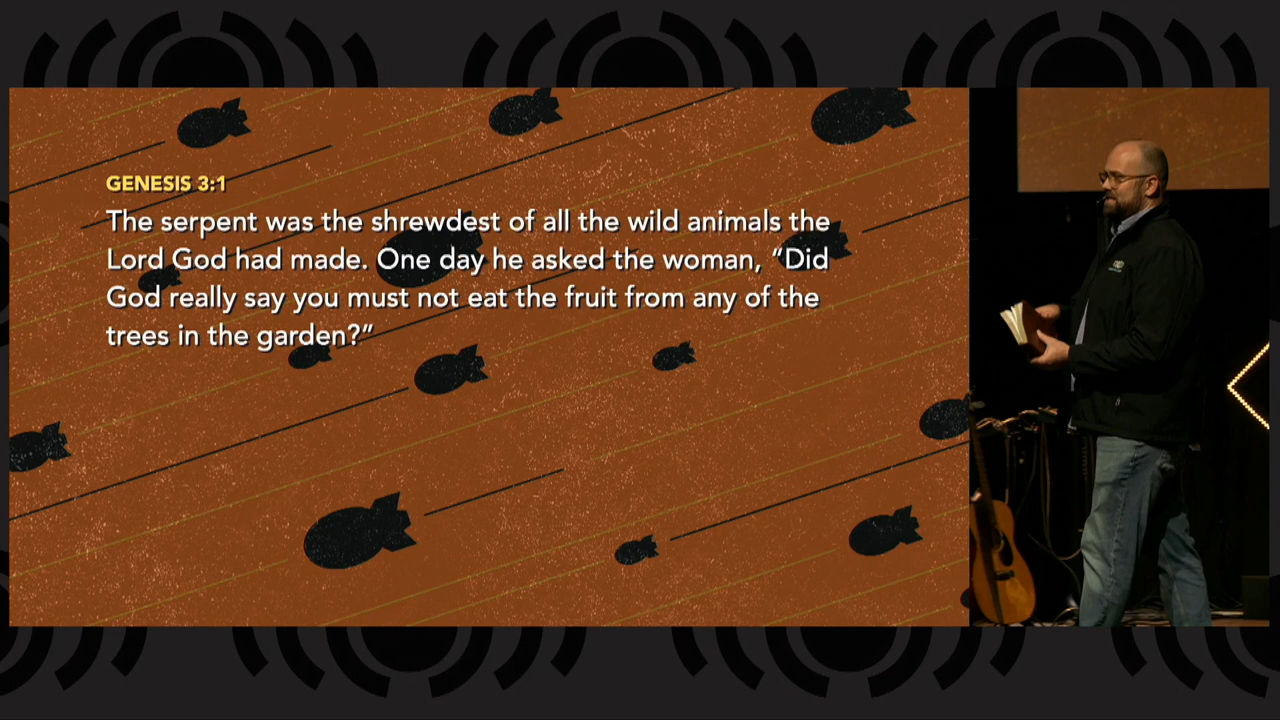 GENESIS 3:1
The serpent was the shrewdest of all the wild animals the
Lord God had made. One day he asked the woman, “Did
God really say you must not eat the fruit from any of the
trees in the garden?”